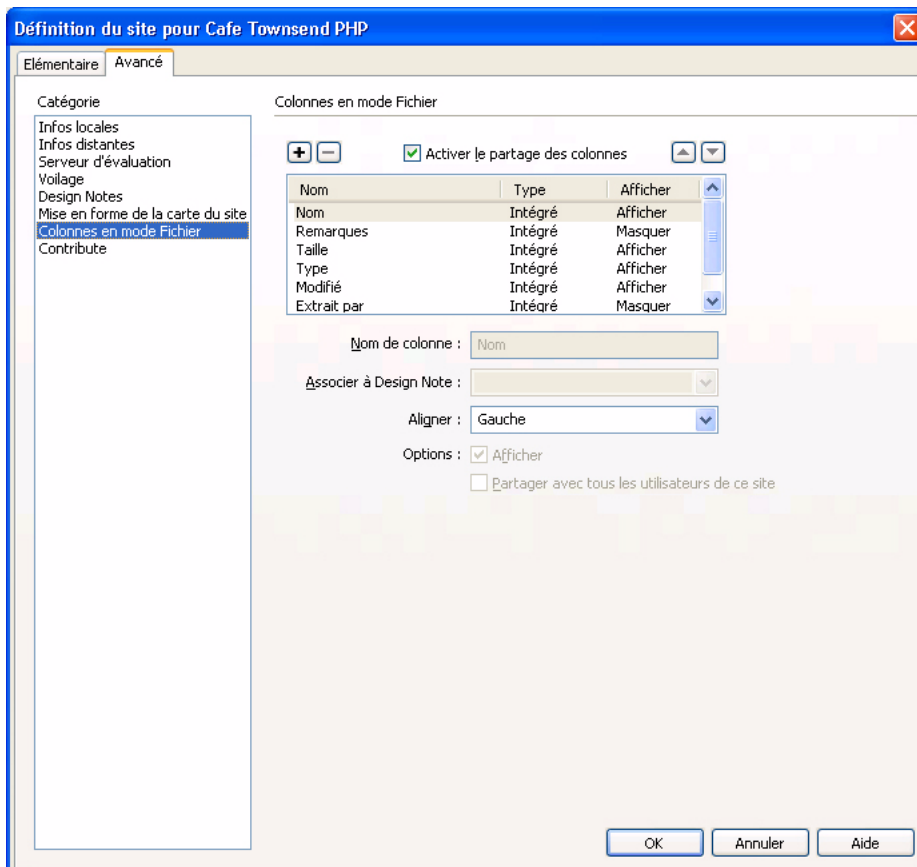 Définition du site pour Cafe Townsend PHP
Elémentaire Avancé
Catégorie
Infos locales
Infos distantes
Serveur d'évaluation
Voilage
Design Notes
Mise en forme de la carte du site
Colonnes en mode Fichier
Contribute
Colonnes en mode Fichier
Activer le partage des colonnes
Nom Type Afficher
Nom Intégré Afficher
Remarques Intégré Masquer
Taille Intégré Afficher
Type Intégré Afficher
Modifié Intégré Afficher
Extrait par Intégré Masquer
Nom de colonne : Nom
Associer à Design Note :
Aligner : Gauche
Options : Afficher
Partager avec tous les utilisateurs de ce site
OK Annuler Aide